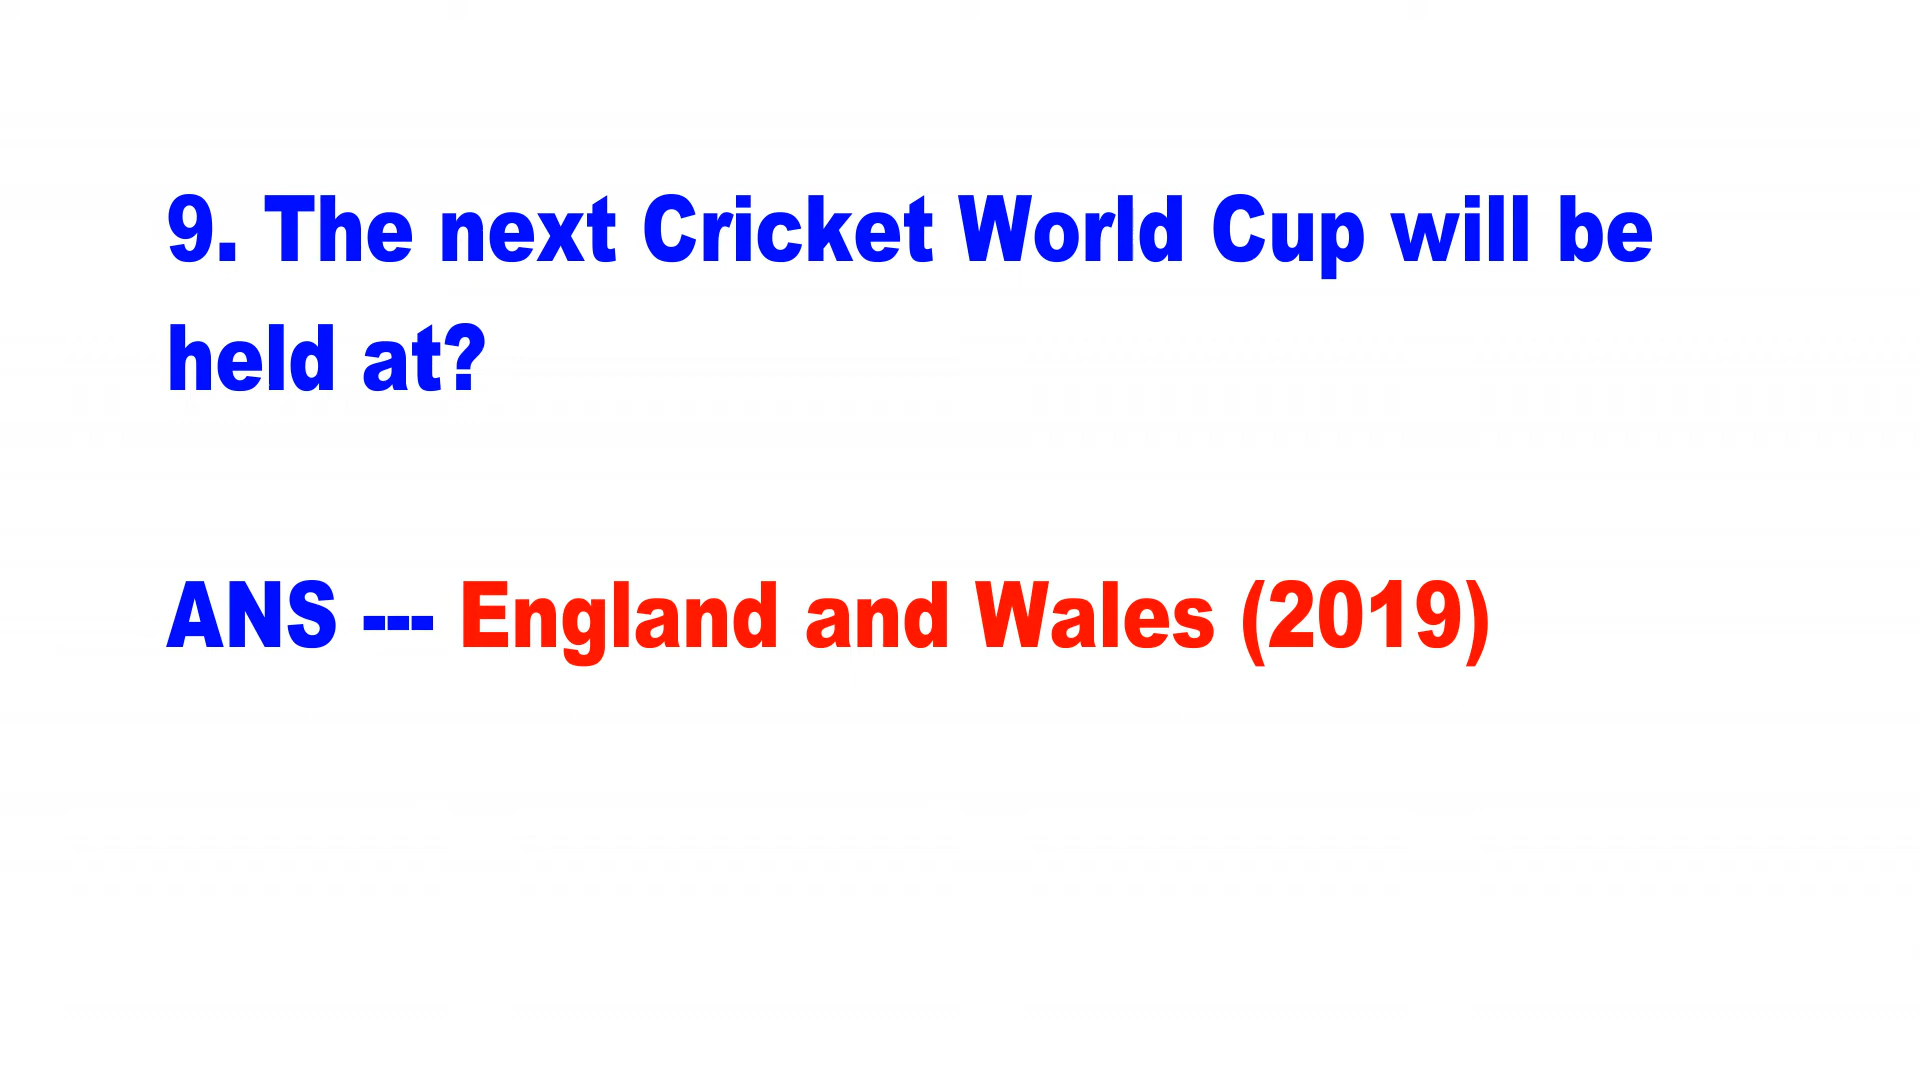 9. The next Cricket World Cup will be
held at?
ANS --- England and Wales (2019)